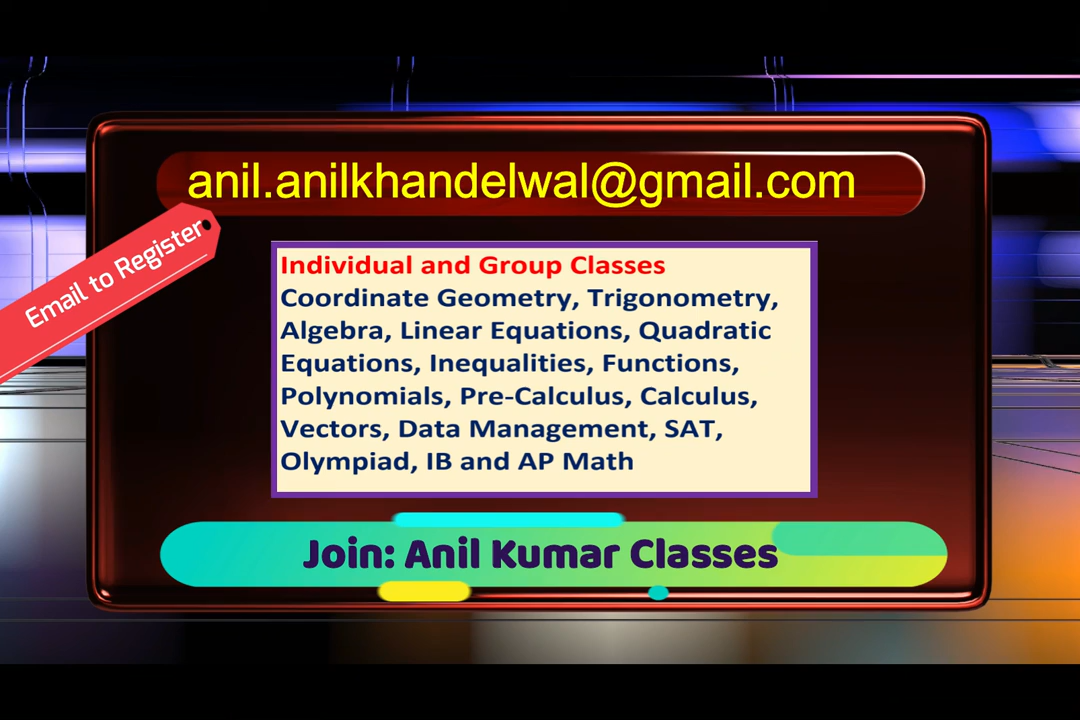 anil.anilkhandelwal@gmail.com
Email to Register
Individual and Group Classes
Coordinate Geometry, Trigonometry,
Algebra, Linear Equations, Quadratic
Equations, Inequalities, Functions,
Polynomials, Pre-Calculus, Calculus,
Vectors, Data Management, SAT,
Olympiad, IB and AP Math
Join: Anil Kumar Classes